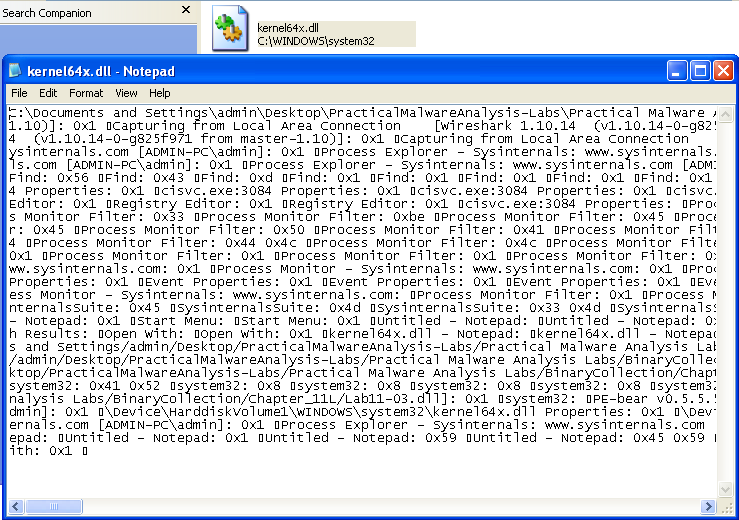 Search Companion
kernel64x.dll
C:\WINDOWS\system32
kernel64x.dll - Notepad
File Edit Format View Help
C:\Documents and Settings\admin\Desktop\PracticalMalwareAnalysis-Labs\Practical Malware A
1.10)]: 0x1 ▯Capturing from Local Area Connection    [Wireshark 1.10.14  (v1.10.14-0-g825
4  (v1.10.14-0-g825f971 from master-1.10)]: 0x1 ▯Capturing from Local Area Connection
ysinternals.com [ADMIN-PC\admin]: 0x1 ▯Process Explorer - Sysinternals: www.sysinternals.
ls.com [ADMIN-PC\admin]: 0x1 ▯Process Explorer - Sysinternals: www.sysinternals.com [ADM
Find: 0x56 ▯Find: 0x43 ▯Find: 0xd ▯Find: 0x1 ▯Find: 0x1 ▯Find: 0x1 ▯Find: 0x1 ▯Find: 0x1
4 Properties: 0x1 ▯cisvc.exe:3084 Properties: 0x1 ▯cisvc.exe:3084 Properties: 0x1 ▯cisvc.
Editor: 0x1 ▯Registry Editor: 0x1 ▯Registry Editor: 0x1 ▯cisvc.exe:3084 Properties: ▯Proc
s Monitor Filter: 0x33 ▯Process Monitor Filter: 0xbe ▯Process Monitor Filter: 0x45 ▯Proce
r: 0x45 ▯Process Monitor Filter: 0x50 ▯Process Monitor Filter: 0x41 ▯Process Monitor Filt
4 ▯Process Monitor Filter: 0x44 0x4c ▯Process Monitor Filter: 0x4c ▯Process Monitor Filte
0x1 ▯Process Monitor Filter: 0x1 ▯Process Monitor Filter: 0x1 ▯Process Monitor Filter: 0x
ww.sysinternals.com: 0x1 ▯Process Monitor - Sysinternals: www.sysinternals.com: 0x1 ▯Proc
Properties: 0x1 ▯Event Properties: 0x1 ▯Event Properties: 0x1 ▯Event Properties: 0x1 ▯Eve
ess Monitor - Sysinternals: www.sysinternals.com: ▯Process Monitor Filter: 0x1 ▯Process M
nternalsSuite: 0x45 ▯SysinternalsSuite: 0x4d ▯SysinternalsSuite: 0x33 0x4d ▯SysinternalsS
- Notepad: 0x1 ▯Start Menu: ▯Start Menu: 0x1 ▯Untitled - Notepad: ▯Untitled - Notepad: 0x
h Results: ▯Open With: ▯Open With: 0x1 ▯kernel64x.dll - Notepad: ▯kernel64x.dll - Notepa
s and Settings/admin/Desktop/PracticalMalwareAnalysis-Labs/Practical Malware Analysis Lab
/admin/Desktop/PracticalMalwareAnalysis-Labs/Practical Malware Analysis Labs/BinaryCollec
ktop/PracticalMalwareAnalysis-Labs/Practical Malware Analysis Labs/BinaryCollection/Chapt
system32: 0x41 0x52 ▯system32: 0x8 ▯system32: 0x8 ▯system32: 0x8 ▯system32: 0x8 ▯system32
nalysis Labs/BinaryCollection/Chapter_11L/Lab11-03.dll]: 0x1 ▯system32: ▯PE-bear v0.5.5.
dmin]: 0x1 ▯\Device\HarddiskVolume1\WINDOWS\system32\kernel64x.dll Properties: 0x1 ▯\Dev
ernals.com [ADMIN-PC\admin]: 0x1 ▯Process Explorer - Sysinternals: www.sysinternals.com
epad: ▯Untitled - Notepad: 0x1 ▯Untitled - Notepad: 0x59 ▯Untitled - Notepad: 0x45 0x59
ith: 0x1 ▯